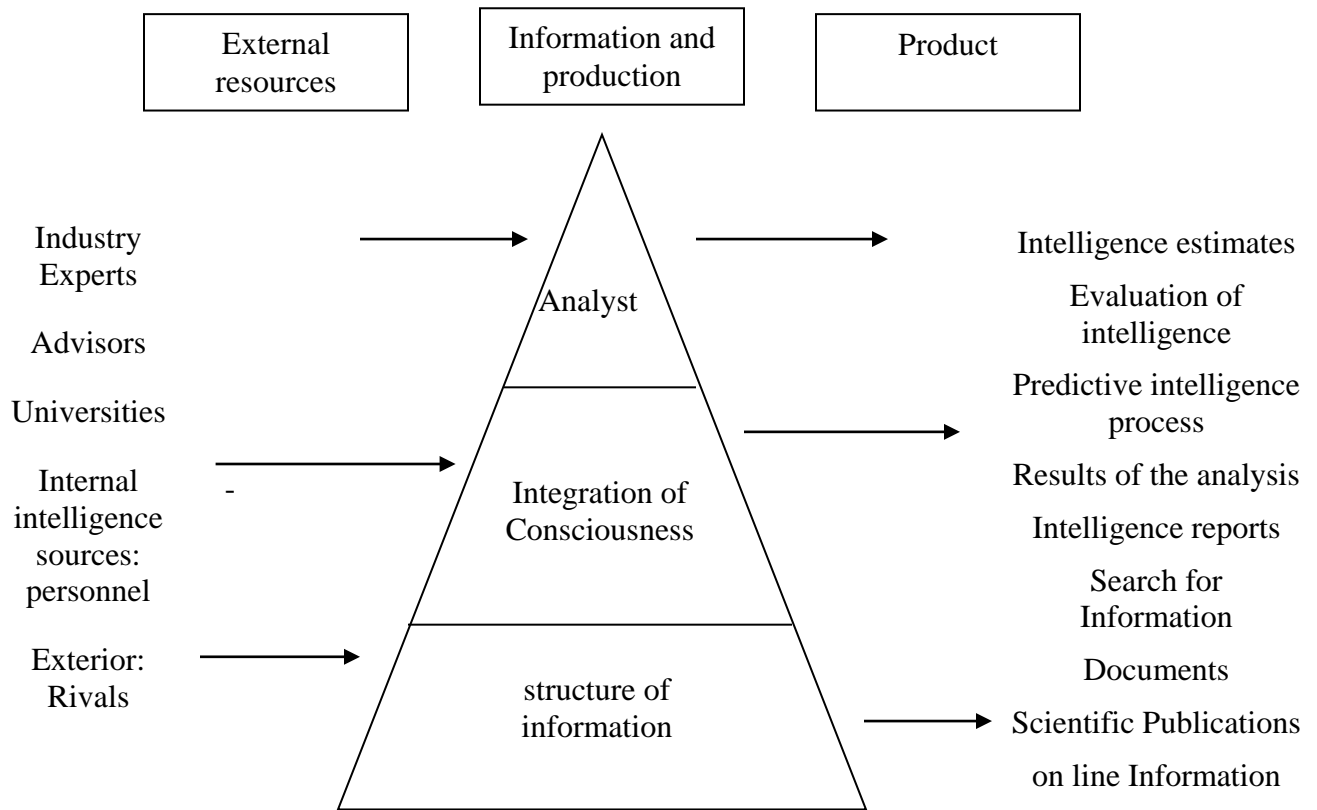 External
resources
Information and
production
Product
Industry
Experts
Advisors
Universities
Internal
intelligence
sources:
personnel
Exterior:
Rivals
-
Analyst
Integration of
Consciousness
structure of
information
Intelligence estimates
Evaluation of
intelligence
Predictive intelligence
process
Results of the analysis
Intelligence reports
Search for
Information
Documents
Scientific Publications
on line Information